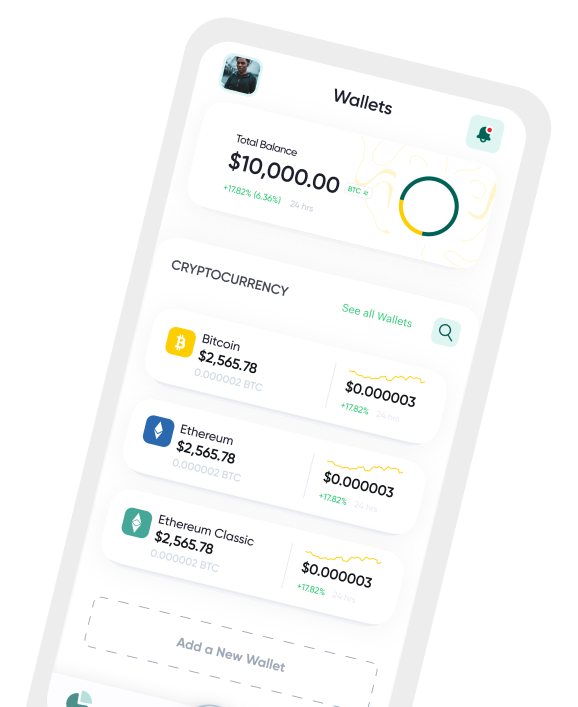 Wallets
Total Balance
$10,000.00 BTC
+17.82% (6.36%) 24 hrs
CRYPTOCURRENCY
See all Wallets
Bitcoin
$2,565.78
0.000002 BTC
$0.000003
+17.82% 24 hrs
Ethereum
$2,565.78
0.000002 BTC
$0.000003
+17.82% 24 hrs
Ethereum Classic
$2,565.78
0.000002 BTC
$0.000003
+17.82% 24 hrs
Add a New Wallet